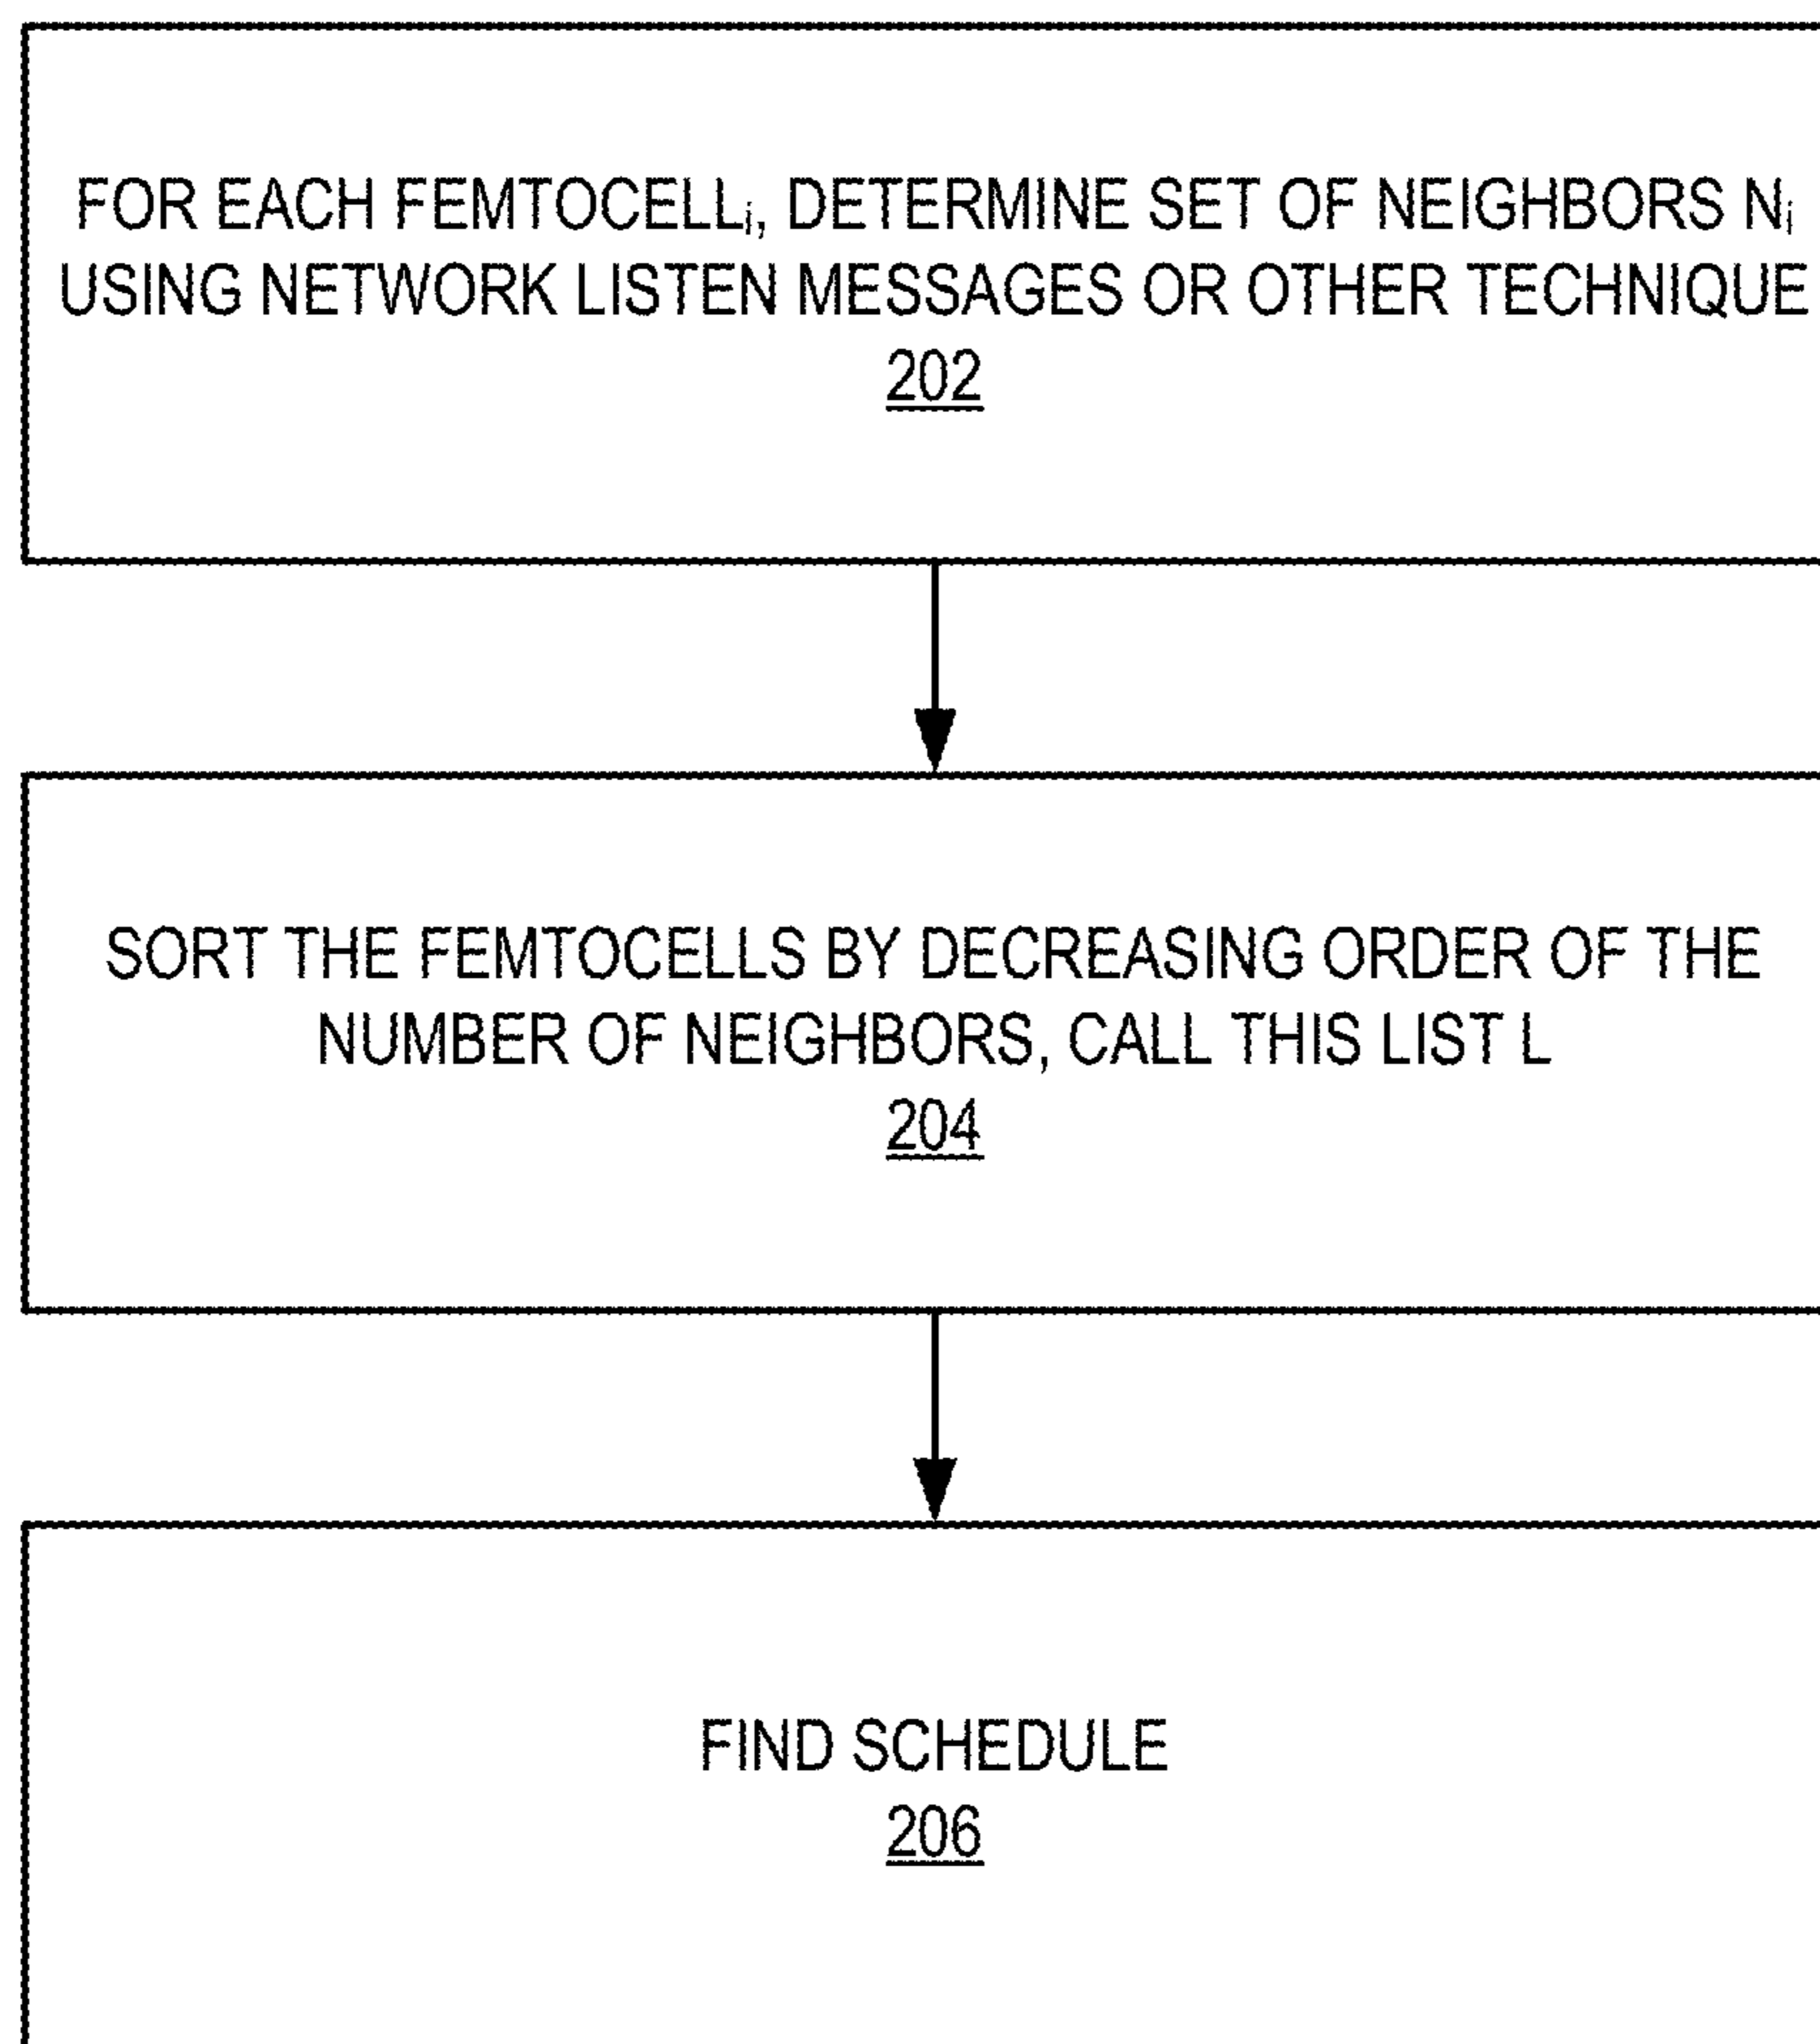 FOR EACH FEMTOCELLi, DETERMINE SET OF NEIGHBORS Ni
USING NETWORK LISTEN MESSAGES OR OTHER TECHNIQUE
202
SORT THE FEMTOCELLS BY DECREASING ORDER OF THE
NUMBER OF NEIGHBORS, CALL THIS LIST L
204
FIND SCHEDULE
206